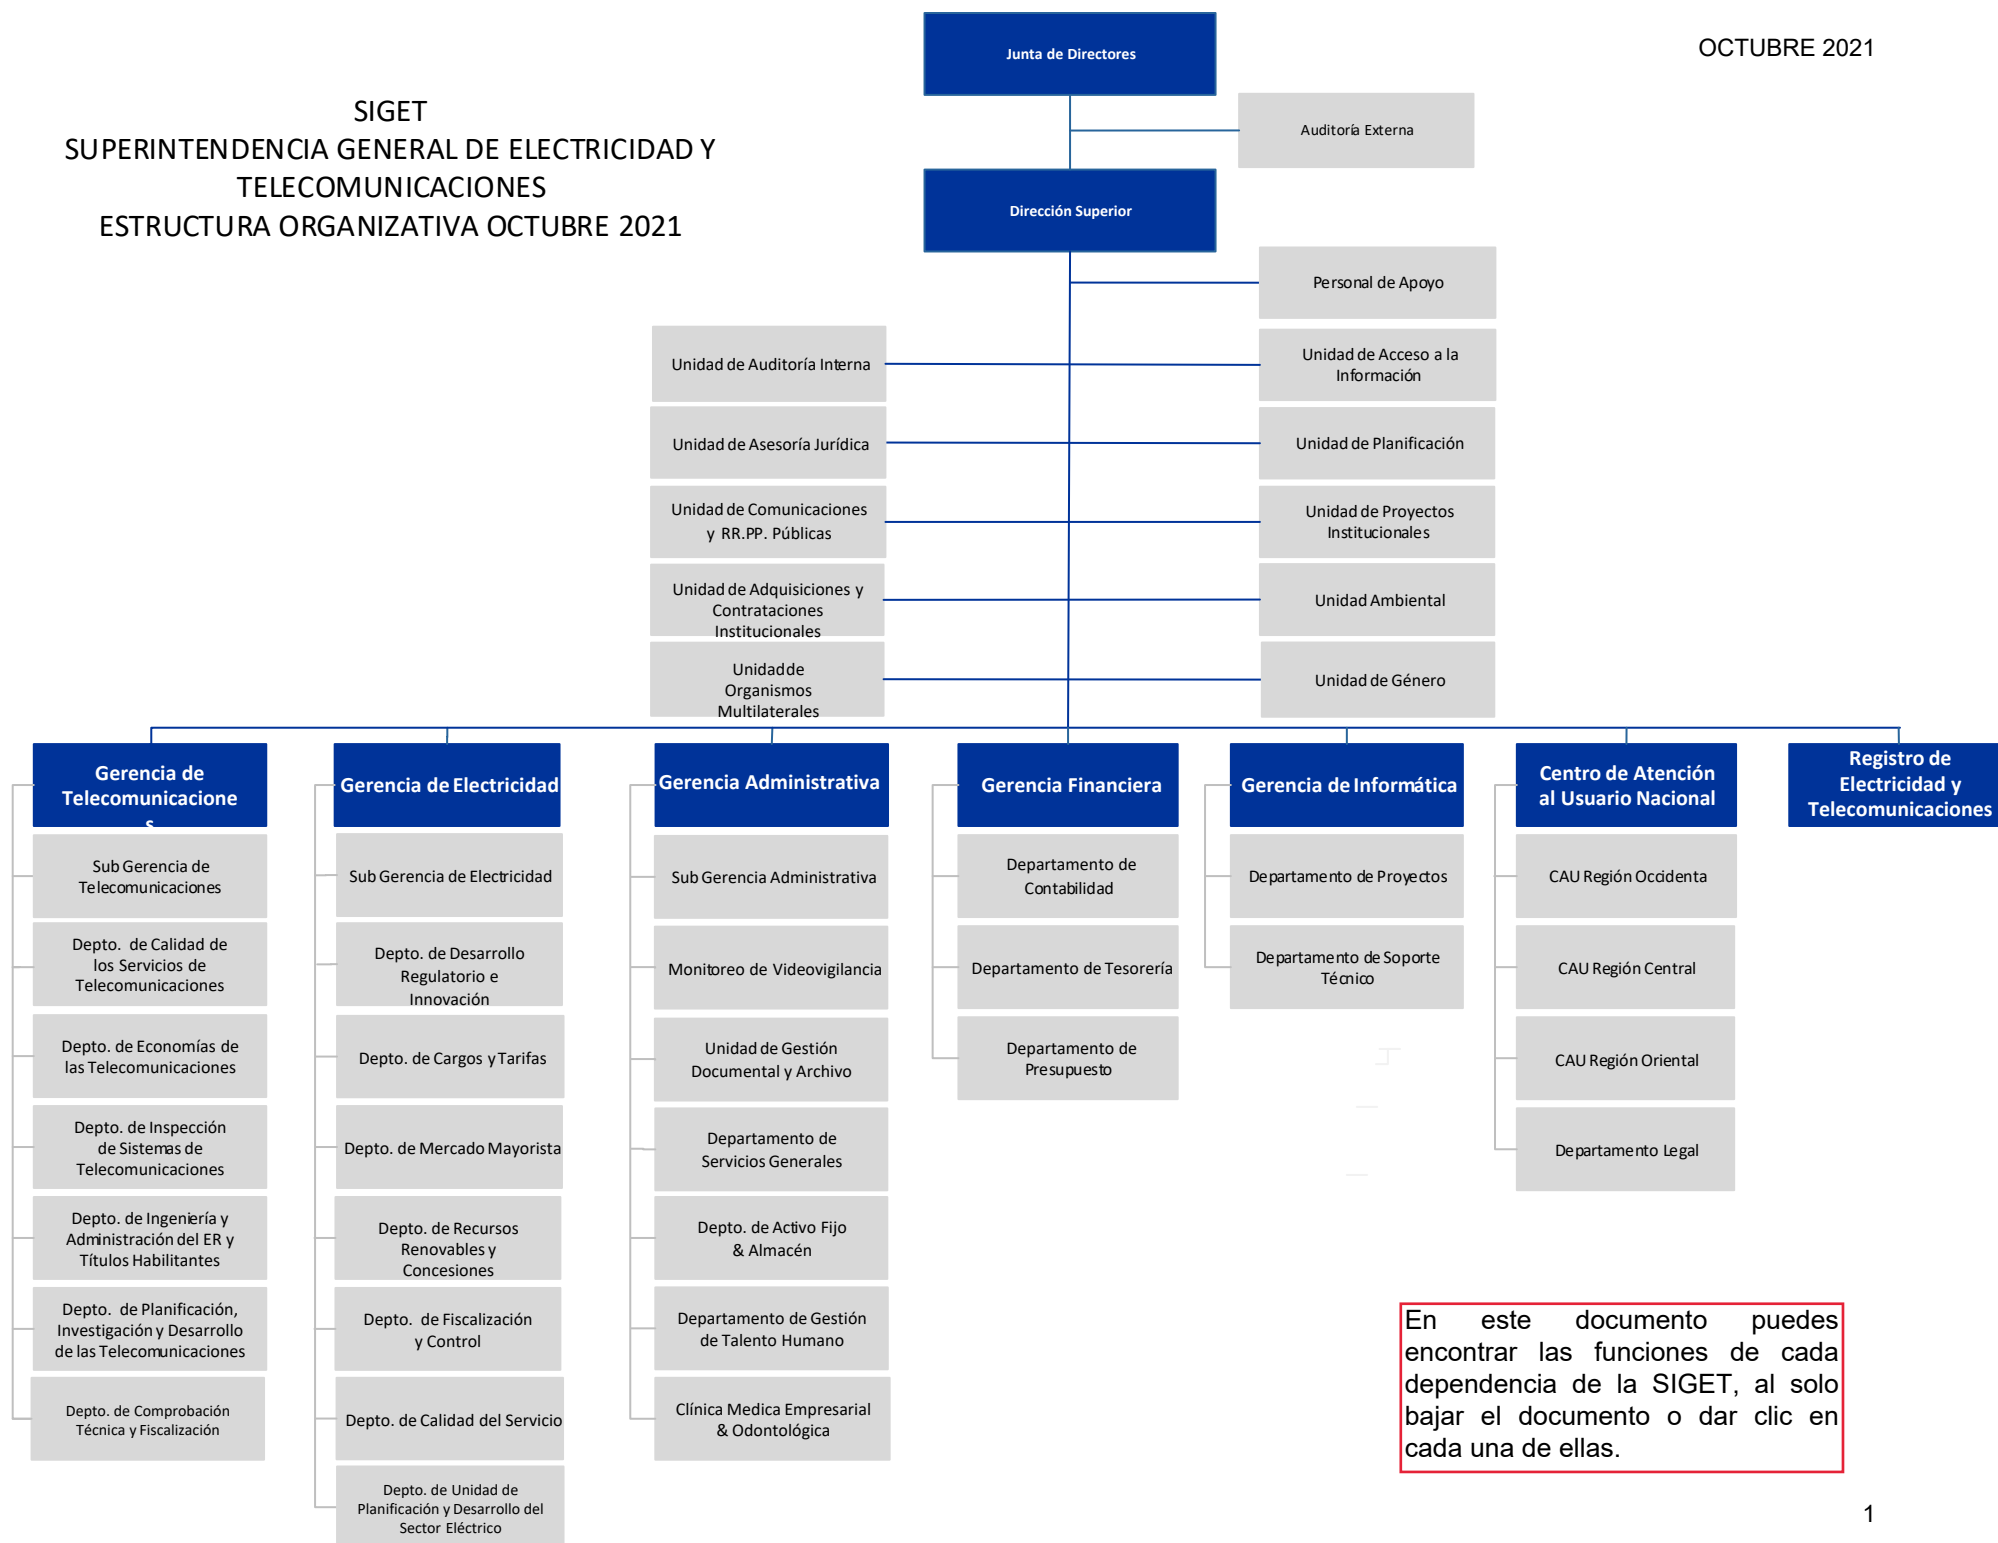 OCTUBRE 2021
SIGET
SUPERINTENDENCIA GENERAL DE ELECTRICIDAD Y
TELECOMUNICACIONES
ESTRUCTURA ORGANIZATIVA OCTUBRE 2021
Junta de Directores
Auditoría Externa
Dirección Superior
Personal de Apoyo
Unidad de Auditoría Interna
Unidad de Acceso a la
Información
Unidad de Asesoría Jurídica
Unidad de Planificación
Unidad de Comunicaciones
y RR.PP. Públicas
Unidad de Proyectos
Institucionales
Unidad de Adquisiciones y
Contrataciones
Institucionales
Unidad Ambiental
Unidad de
Organismos
Multilaterales
Unidad de Género
Gerencia de
Telecomunicacione
s
Sub Gerencia de
Telecomunicaciones
Depto. de Calidad de
los Servicios de
Telecomunicaciones
Depto. de Economías de
las Telecomunicaciones
Depto. de Inspección
de Sistemas de
Telecomunicaciones
Depto. de Ingeniería y
Administración del ER y
Títulos Habilitantes
Depto. de Planificación,
Investigación y Desarrollo
de las Telecomunicaciones
Depto. de Comprobación
Técnica y Fiscalización
Gerencia de Electricidad
Sub Gerencia de Electricidad
Depto. de Desarrollo
Regulatorio e
Innovación
Depto. de Cargos y Tarifas
Depto. de Mercado Mayorista
Depto. de Recursos
Renovables y
Concesiones
Depto. de Fiscalización
y Control
Depto. de Calidad del Servicio
Depto. de Unidad de
Planificación y Desarrollo del
Sector Eléctrico
Gerencia Administrativa
Sub Gerencia Administrativa
Monitoreo de Videovigilancia
Unidad de Gestión
Documental y Archivo
Departamento de
Servicios Generales
Depto. de Activo Fijo
& Almacén
Departamento de Gestión
de Talento Humano
Clínica Medica Empresarial
& Odontológica
Gerencia Financiera
Departamento de
Contabilidad
Departamento de Tesorería
Departamento de
Presupuesto
Gerencia de Informática
Departamento de Proyectos
Departamento de Soporte
Técnico
Centro de Atención
al Usuario Nacional
CAU Región Occidenta
CAU Región Central
CAU Región Oriental
Departamento Legal
Registro de
Electricidad y
Telecomunicaciones
En este documento puedes
encontrar las funciones de cada
dependencia de la SIGET, al solo
bajar el documento o dar clic en
cada una de ellas.
1